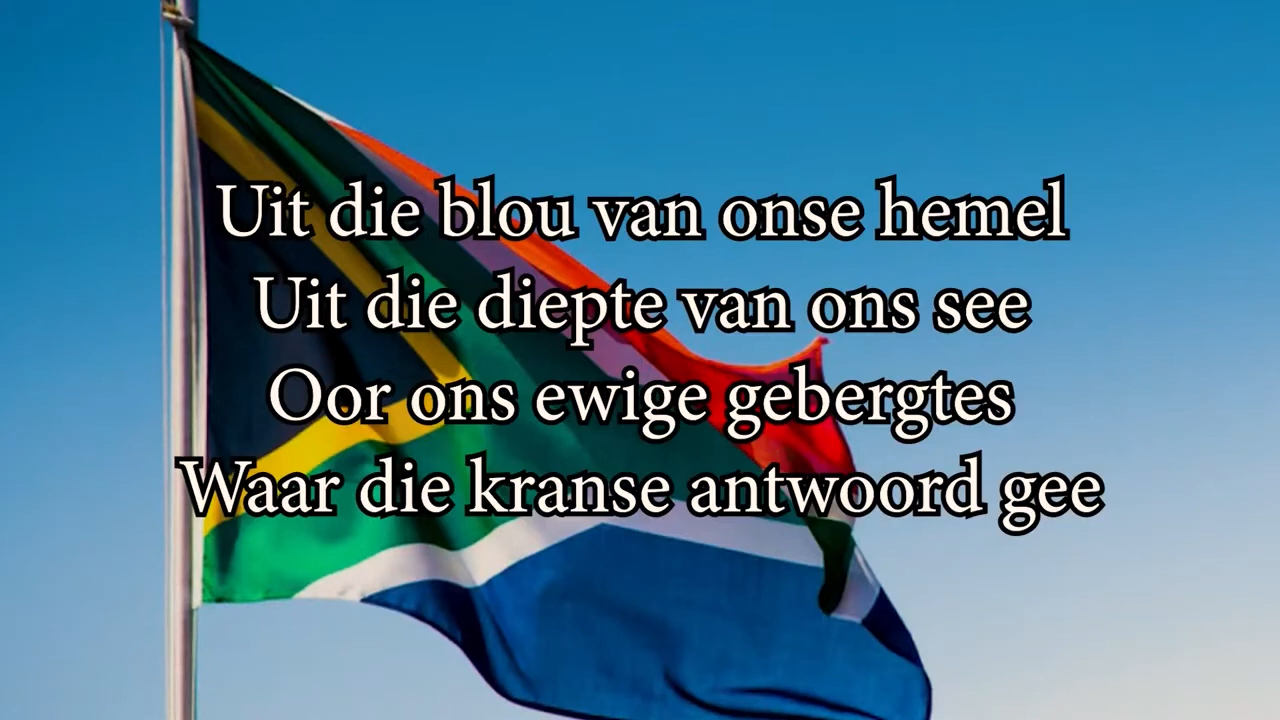 Uit die blou van onse hemel
Uit die diepte van ons see
Oor ons ewige gebergtes
Waar die kranse antwoord gee